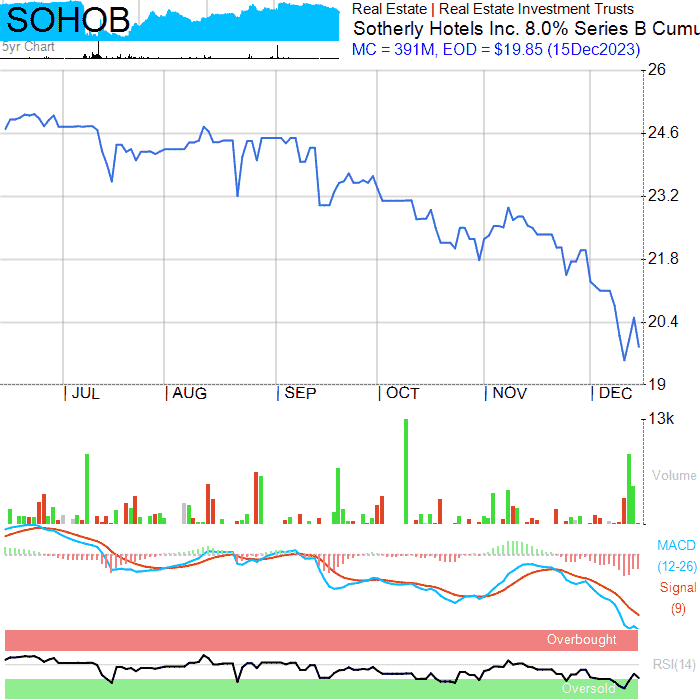 SOHOB
5yr Chart
Real Estate | Real Estate Investment Trusts
Sotherly Hotels Inc. 8.0% Series B Cumu
MC = 391M, EOD = $19.85 (15Dec2023)
26
24.6
23.2
21.8
20.4
19
| JUL | AUG | SEP | OCT | NOV | DEC
13k
Volume
MACD
(12-26)
Signal
(9)
Overbought
RSI(14)
Oversold